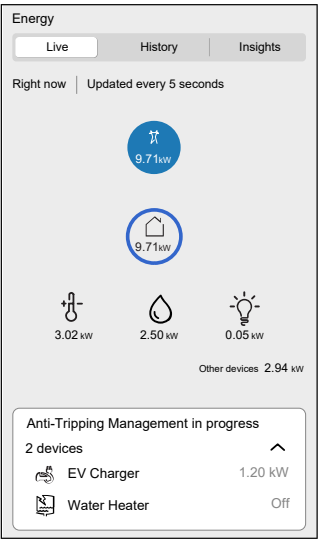 Energy
Live History Insights
Right now Updated every 5 seconds
9.71kW
9.71kW
3.02 kW 2.50 kW 0.05 kW
Other devices 2.94 kW
Anti-Tripping Management in progress
2 devices
EV Charger 1.20 kW
Water Heater Off